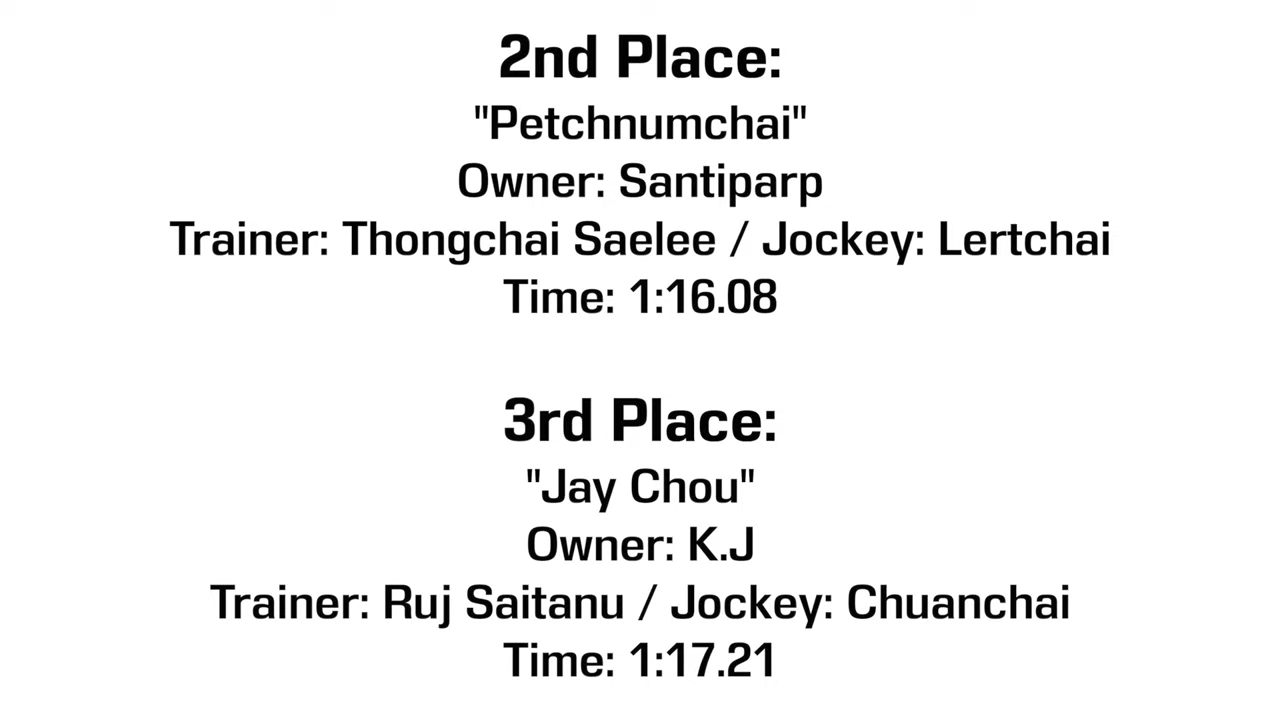 2nd Place:
"Petchnumchai"
Owner: Santiparp
Trainer: Thongchai Saelee / Jockey: Lertchai
Time: 1:16.08
3rd Place:
"Jay Chou"
Owner: K.J
Trainer: Ruj Saitanu / Jockey: Chuanchai
Time: 1:17.21